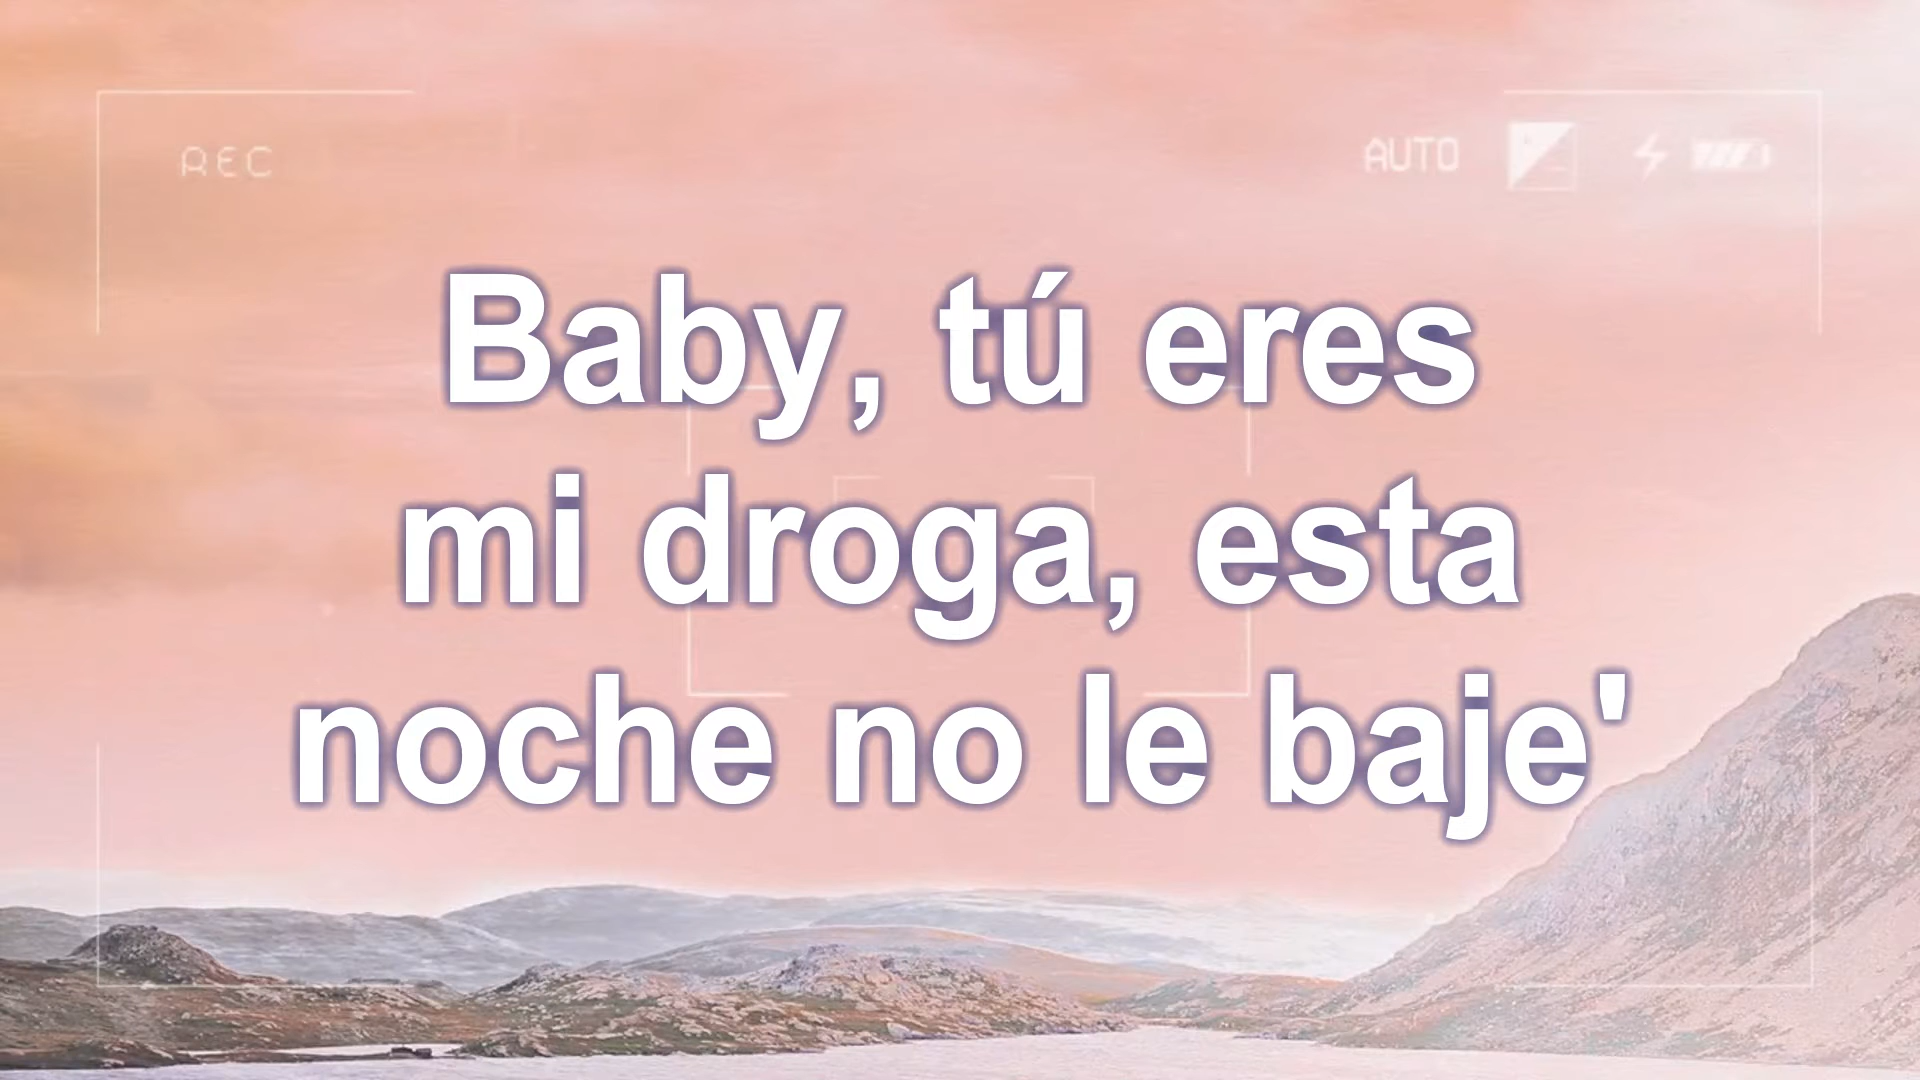 REC
AUTO
Baby, tú eres
mi droga, esta
noche no le baje'